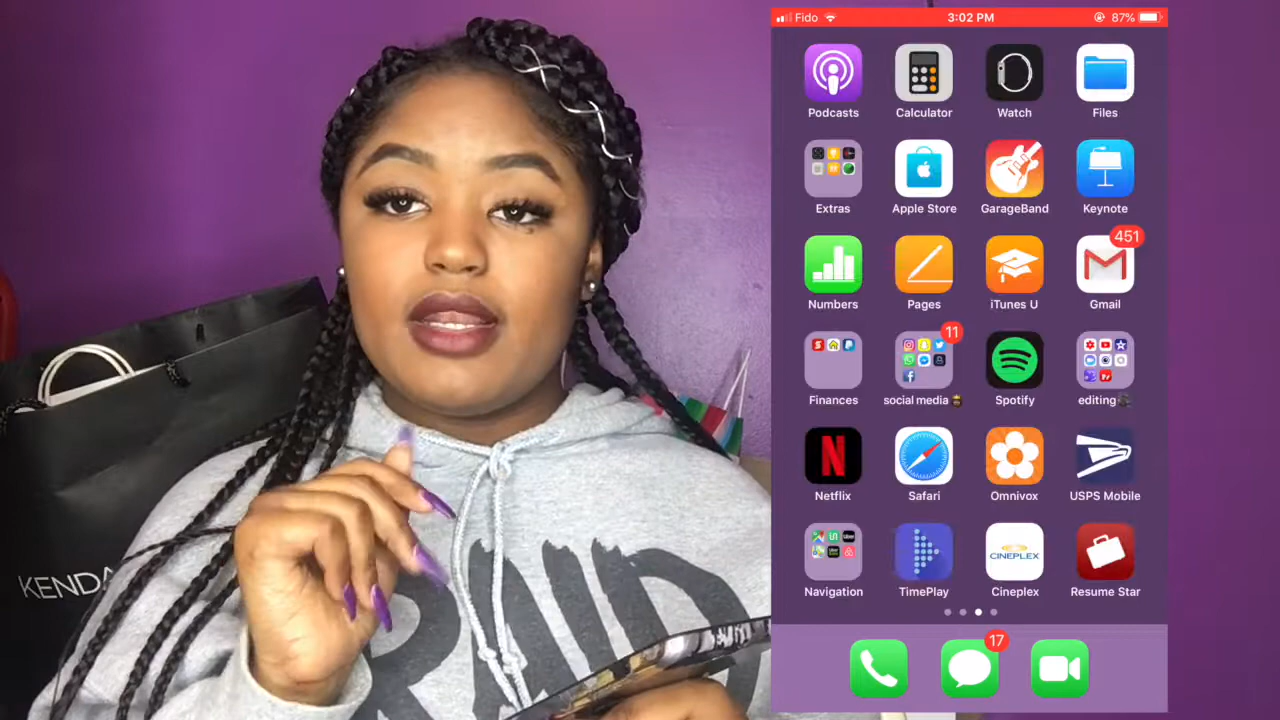 Fido 3:02 PM 87%
Podcasts Calculator Watch Files
Extras Apple Store GarageBand Keynote
451
Numbers Pages iTunes U Gmail
11
Finances social media Spotify editing
N
Netflix Safari Omnivox USPS Mobile
CINEPLEX
Navigation TimePlay Cineplex Resume Star
17
KENDA
RAID